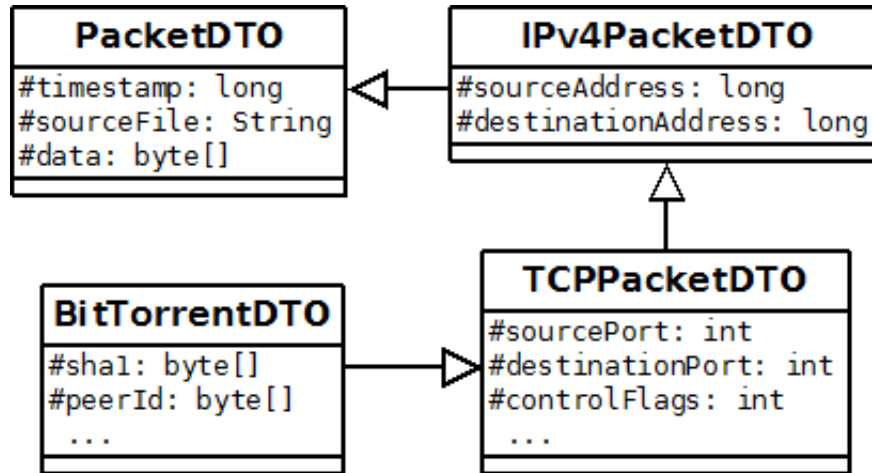 PacketDTO
#timestamp: long
#sourceFile: String
#data: byte[]
IPv4PacketDTO
#sourceAddress: long
#destinationAddress: long
BitTorrentDTO
#sha1: byte[]
#peerId: byte[]
...
TCPPacketDTO
#sourcePort: int
#destinationPort: int
#controlFlags: int
...